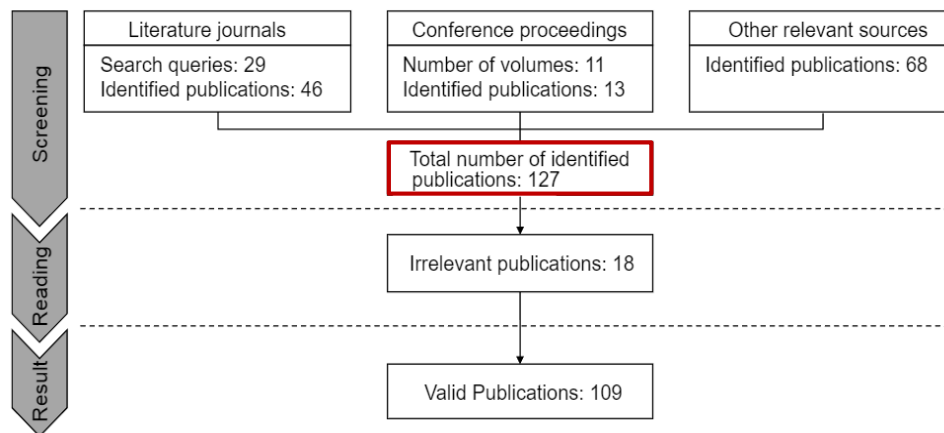 Screening
Literature journals
Search queries: 29
Identified publications: 46
Conference proceedings
Number of volumes: 11
Identified publications: 13
Other relevant sources
Identified publications: 68
Total number of identified
publications: 127
Reading
Irrelevant publications: 18
Result
Valid Publications: 109